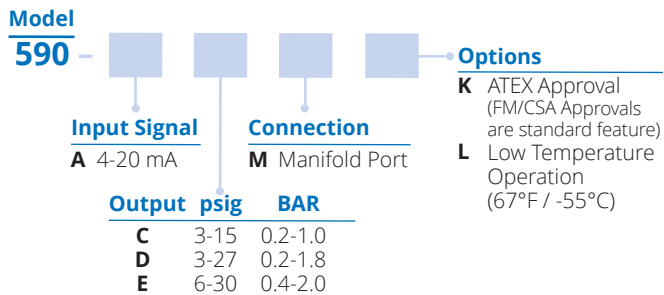 Model
590 –
Options
K ATEX Approval
(FM/CSA Approvals
are standard feature)
L Low Temperature
Operation
(67°F / -55°C)
Input Signal
A 4-20 mA
Connection
M Manifold Port
Output psig BAR
C 3-15 0.2-1.0
D 3-27 0.2-1.8
E 6-30 0.4-2.0